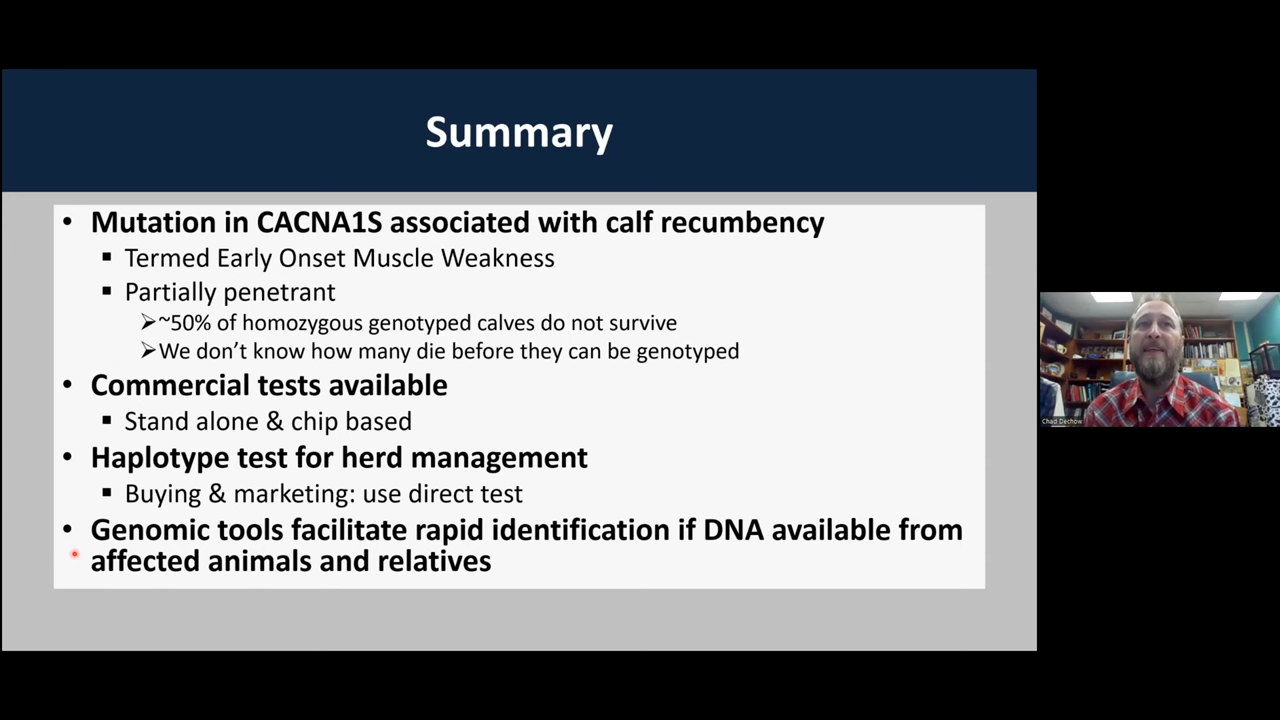 Summary
• Mutation in CACNA1S associated with calf recumbency
▪ Termed Early Onset Muscle Weakness
▪ Partially penetrant
➢~50% of homozygous genotyped calves do not survive
➢We don’t know how many die before they can be genotyped
• Commercial tests available
▪ Stand alone & chip based
• Haplotype test for herd management
▪ Buying & marketing: use direct test
• Genomic tools facilitate rapid identification if DNA available from
affected animals and relatives
Chad Dechow